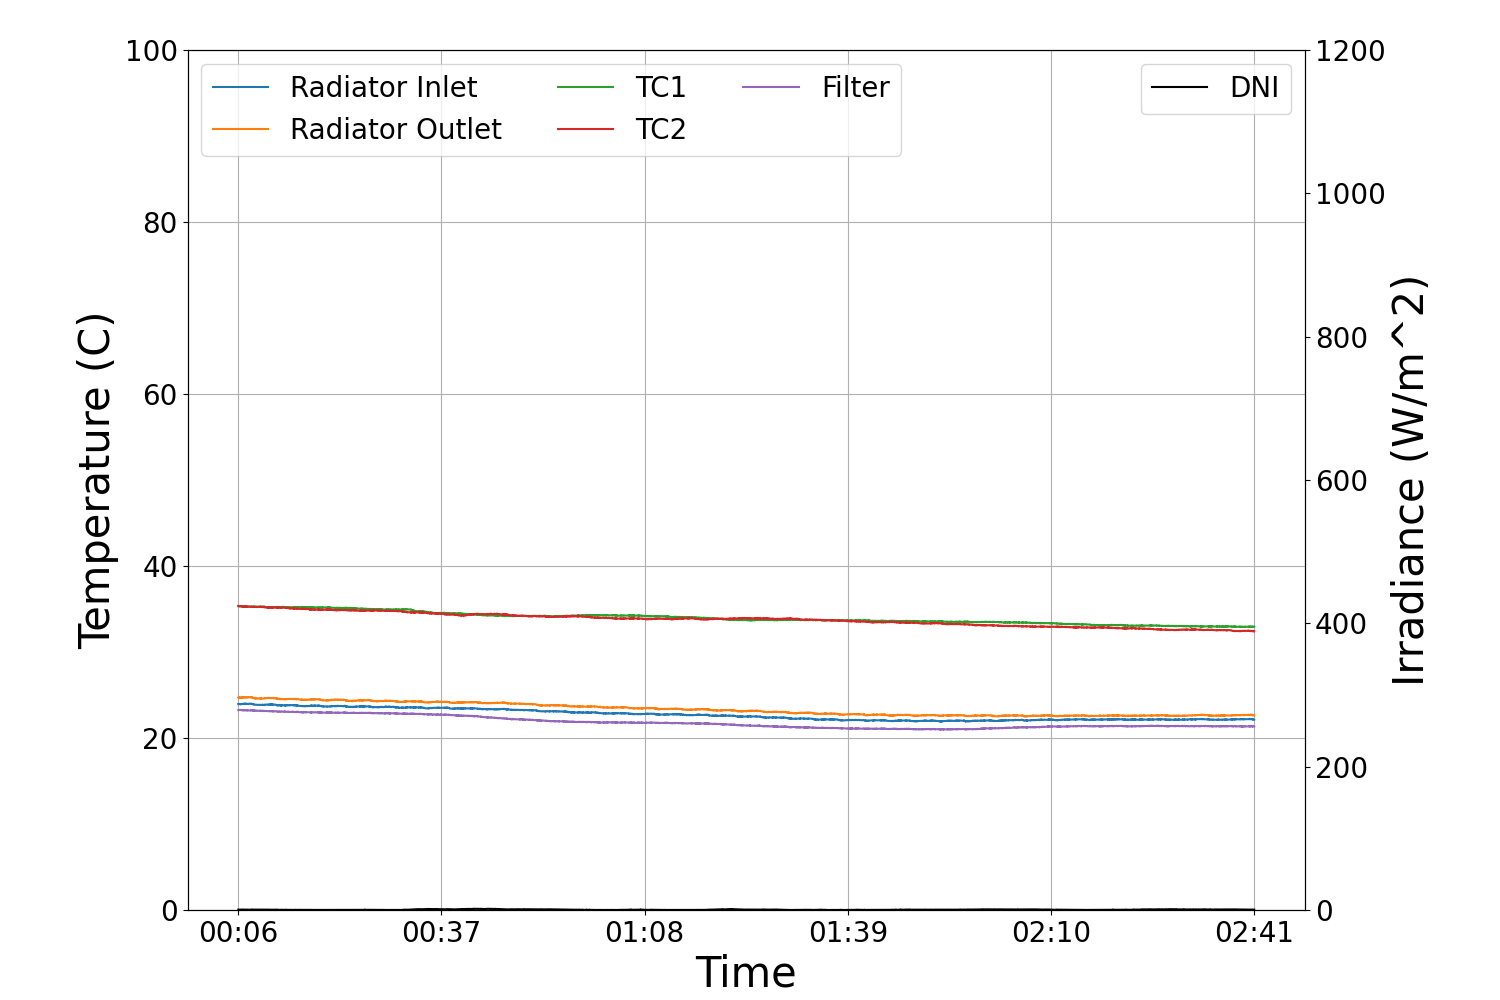 Radiator Inlet
Radiator Outlet
TC1
TC2
Filter
DNI
Temperature (C)
100
80
60
40
20
0
1200
1000
800
600
400
200
0
Irradiance (W/m^2)
00:06 00:37 01:08 01:39 02:10 02:41
Time